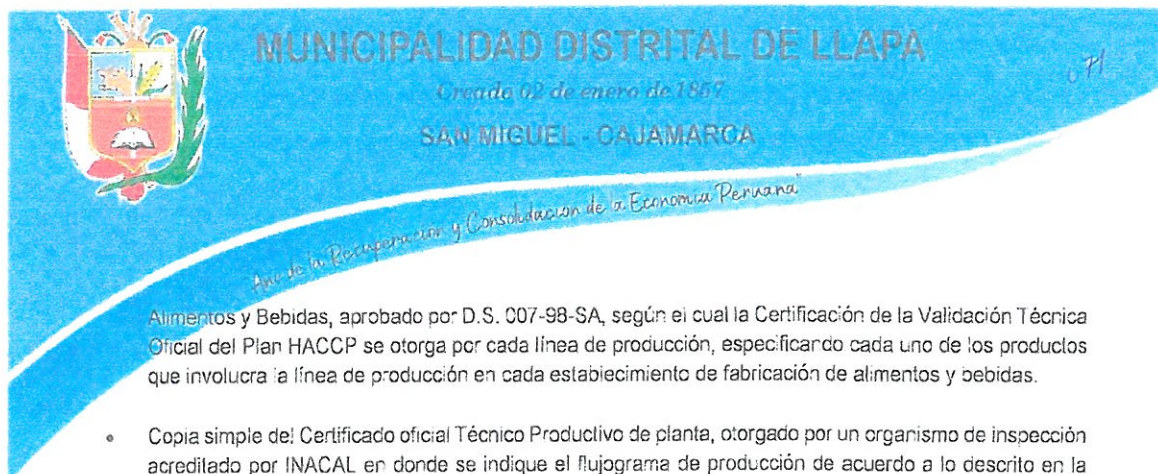 MUNICIPALIDAD DISTRITAL DE LLAPA
Creado 02 de enero de 1857
SAN MIGUEL - CAJAMARCA
Año de la Recuperación y Consolidación de la Economía Peruana"
Alimentos y Bebidas, aprobado por D.S. 007-98-SA, según el cual la Certificación de la Validación Técnica
Oficial del Plan HACCP se otorga por cada línea de producción, especificando cada uno de los productos
que involucra la línea de producción en cada establecimiento de fabricación de alimentos y bebidas.
• Copia simple del Certificado oficial Técnico Productivo de planta, otorgado por un organismo de inspección
acreditado por INACAL en donde se indique el flujograma de producción de acuerdo a lo descrito en la